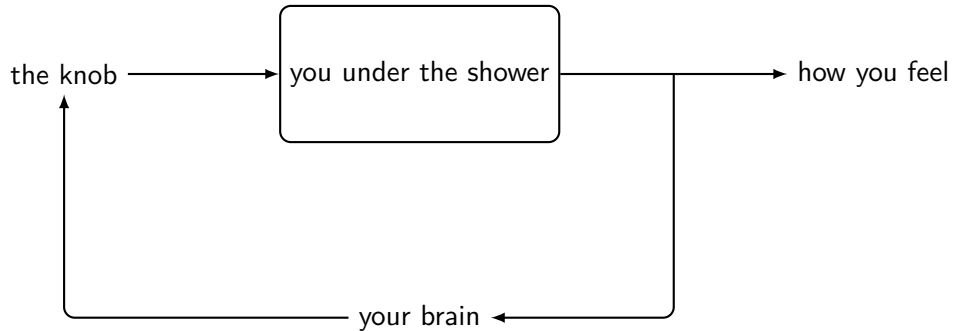 the knob
you under the shower
how you feel
your brain